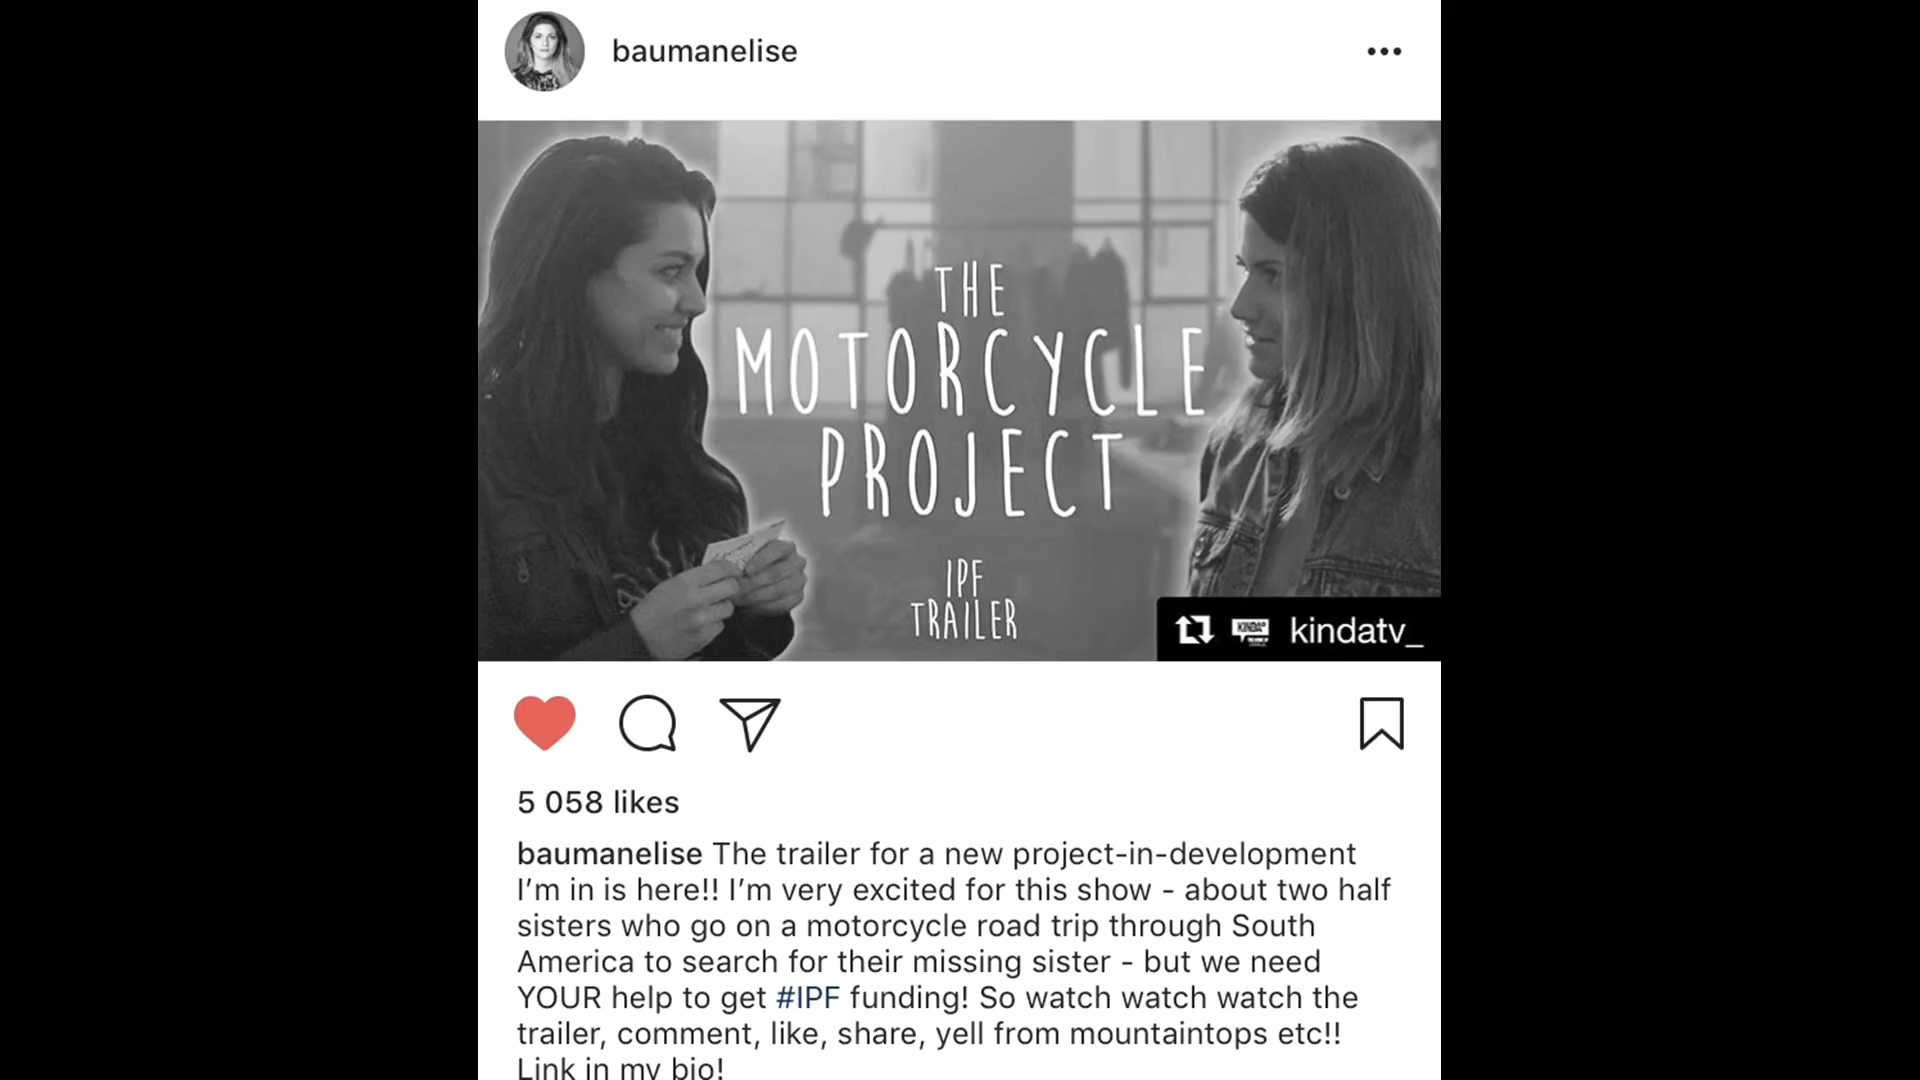 baumanelise
THE
MOTORCYCLE
PROJECT
IPF
TRAILER
KINDA
kindatv_
5 058 likes
baumanelise The trailer for a new project-in-development
I’m in is here!! I’m very excited for this show - about two half
sisters who go on a motorcycle road trip through South
America to search for their missing sister - but we need
YOUR help to get #IPF funding! So watch watch watch the
trailer, comment, like, share, yell from mountaintops etc!!
Link in my bio!